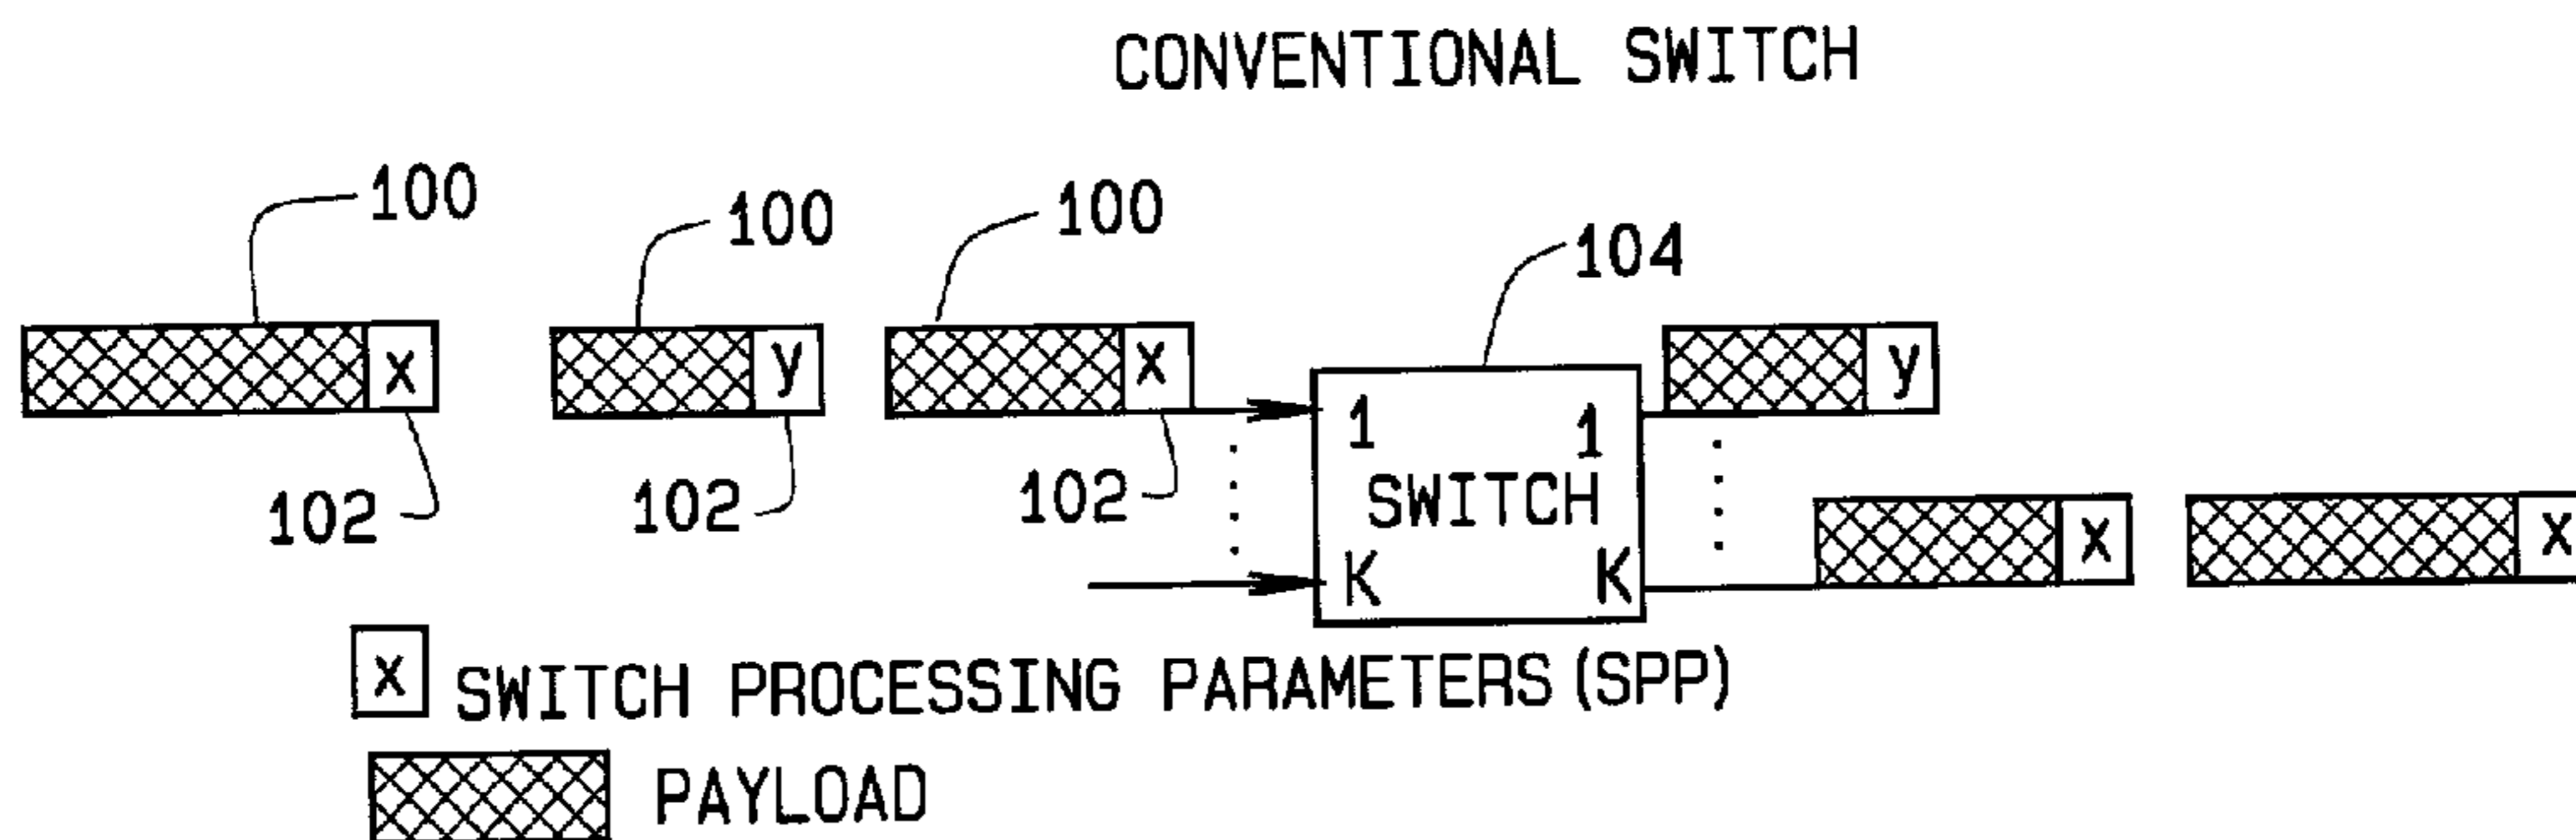 CONVENTIONAL SWITCH
100
100
100
104
x
y
x
y
1
1
102
102
102
SWITCH
x
x
K
K
x SWITCH PROCESSING PARAMETERS (SPP)
PAYLOAD